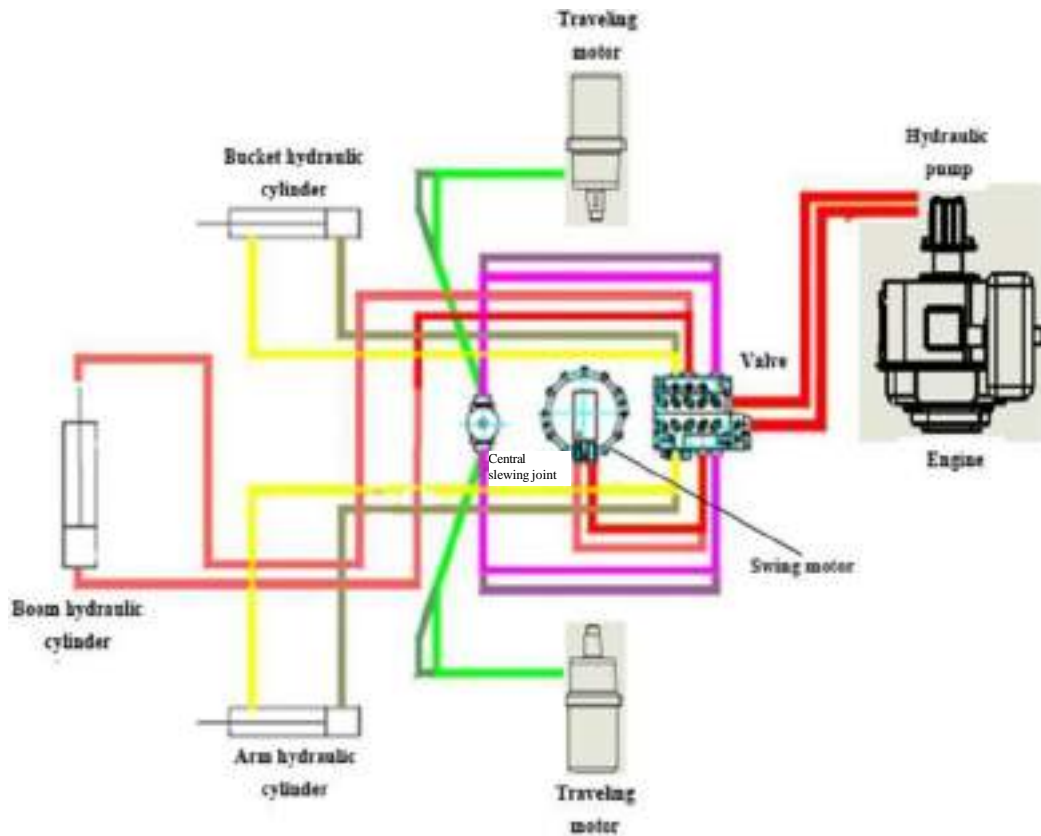 Traveling
motor
Hydraulic
pump
Bucket hydraulic
cylinder
Valve
Central
slewing joint
Engine
Swing motor
Boom hydraulic
cylinder
Arm hydraulic
cylinder
Traveling
motor